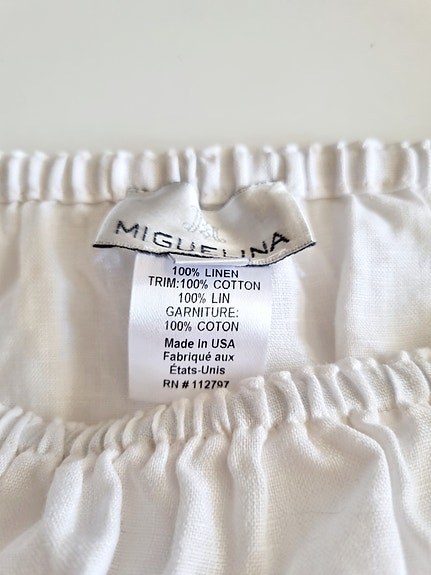 MIGUELINA
100% LINEN
TRIM:100% COTTON
100% LIN
GARNITURE:
100% COTON
Made in USA
Fabriqué aux
États-Unis
RN # 112797